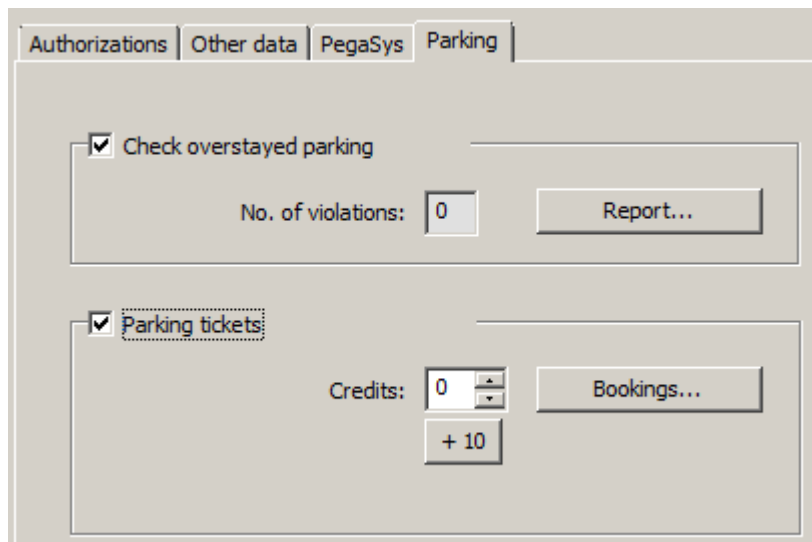 Authorizations Other data PegaSys Parking
Check overstayed parking
No. of violations: 0 Report...
Parking tickets
Credits: 0 Bookings...
+ 10